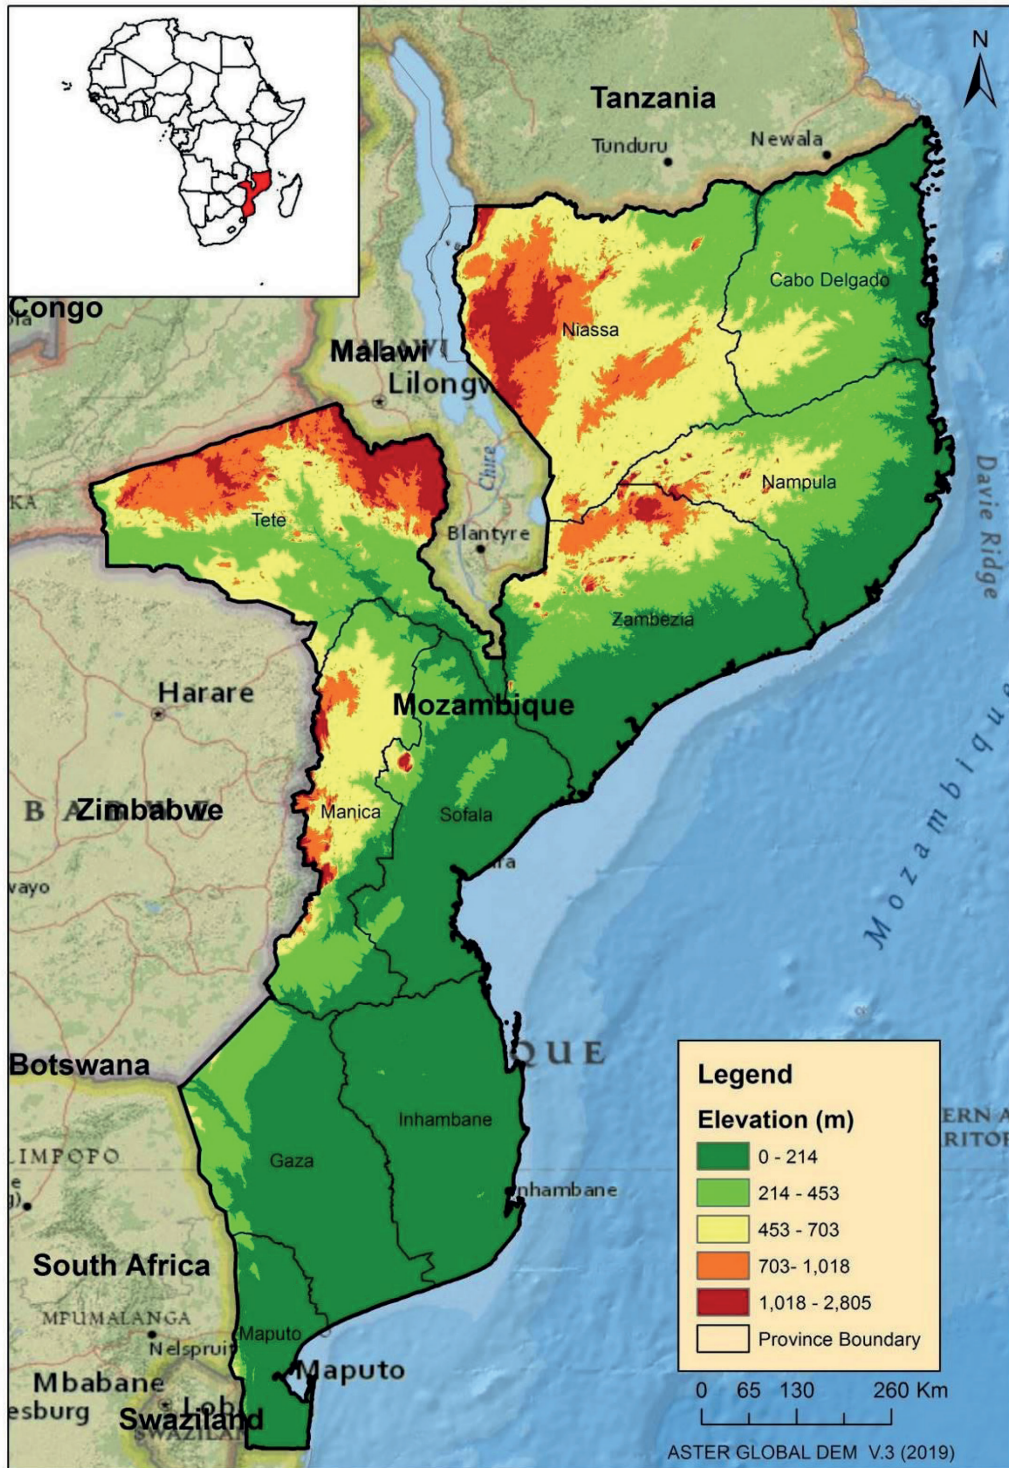 N
Tanzania
Tunduru
Newala
Cabo Delgado
Congo
Niassa
Malawi
Lilongw
Chire
Nampula
Tete
Blantyre
Davie Ridge
Zambezia
Harare
Mozambique
Mozambique
Zimbabwe
Manica
Sofala
wayo
Botswana
QUE
Inhambane
LIMPOPO
Gaza
nhambane
South Africa
MPUMALANGA
Nelspruit
Maputo
Maputo
Mbabane
esburg
Lob
Swaziland
Legend
Elevation (m)
0 - 214
214 - 453
453 - 703
703- 1,018
1,018 - 2,805
Province Boundary
0 65 130 260 Km
ASTER GLOBAL DEM V.3 (2019)